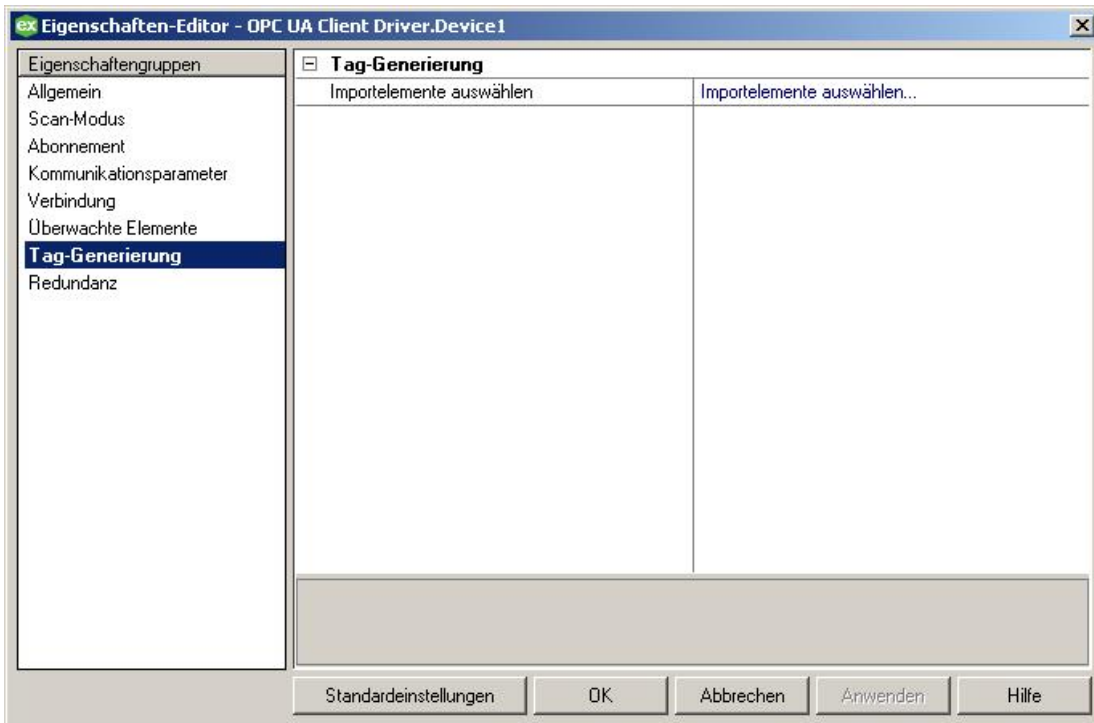 ex Eigenschaften-Editor - OPC UA Client Driver.Device1
Eigenschaftengruppen
Allgemein
Scan-Modus
Abonnement
Kommunikationsparameter
Verbindung
Überwachte Elemente
Tag-Generierung
Redundanz
Tag-Generierung
Importelemente auswählen Importelemente auswählen...
Standardeinstellungen OK Abbrechen Anwenden Hilfe